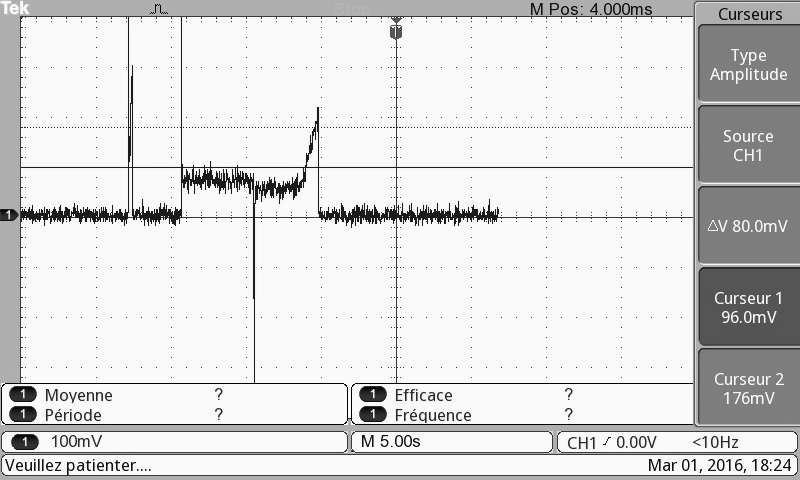 Tek
Stop
M Pos: 4.000ms
Curseurs
T
Type
Amplitude
Source
CH1
1
△V 80.0mV
Curseur 1
96.0mV
Curseur 2
176mV
1 Moyenne ?
1 Période ?
1 Efficace ?
1 Fréquence ?
1 100mV
M 5.00s
CH1 / 0.00V <10Hz
Veuillez patienter....
Mar 01, 2016, 18:24